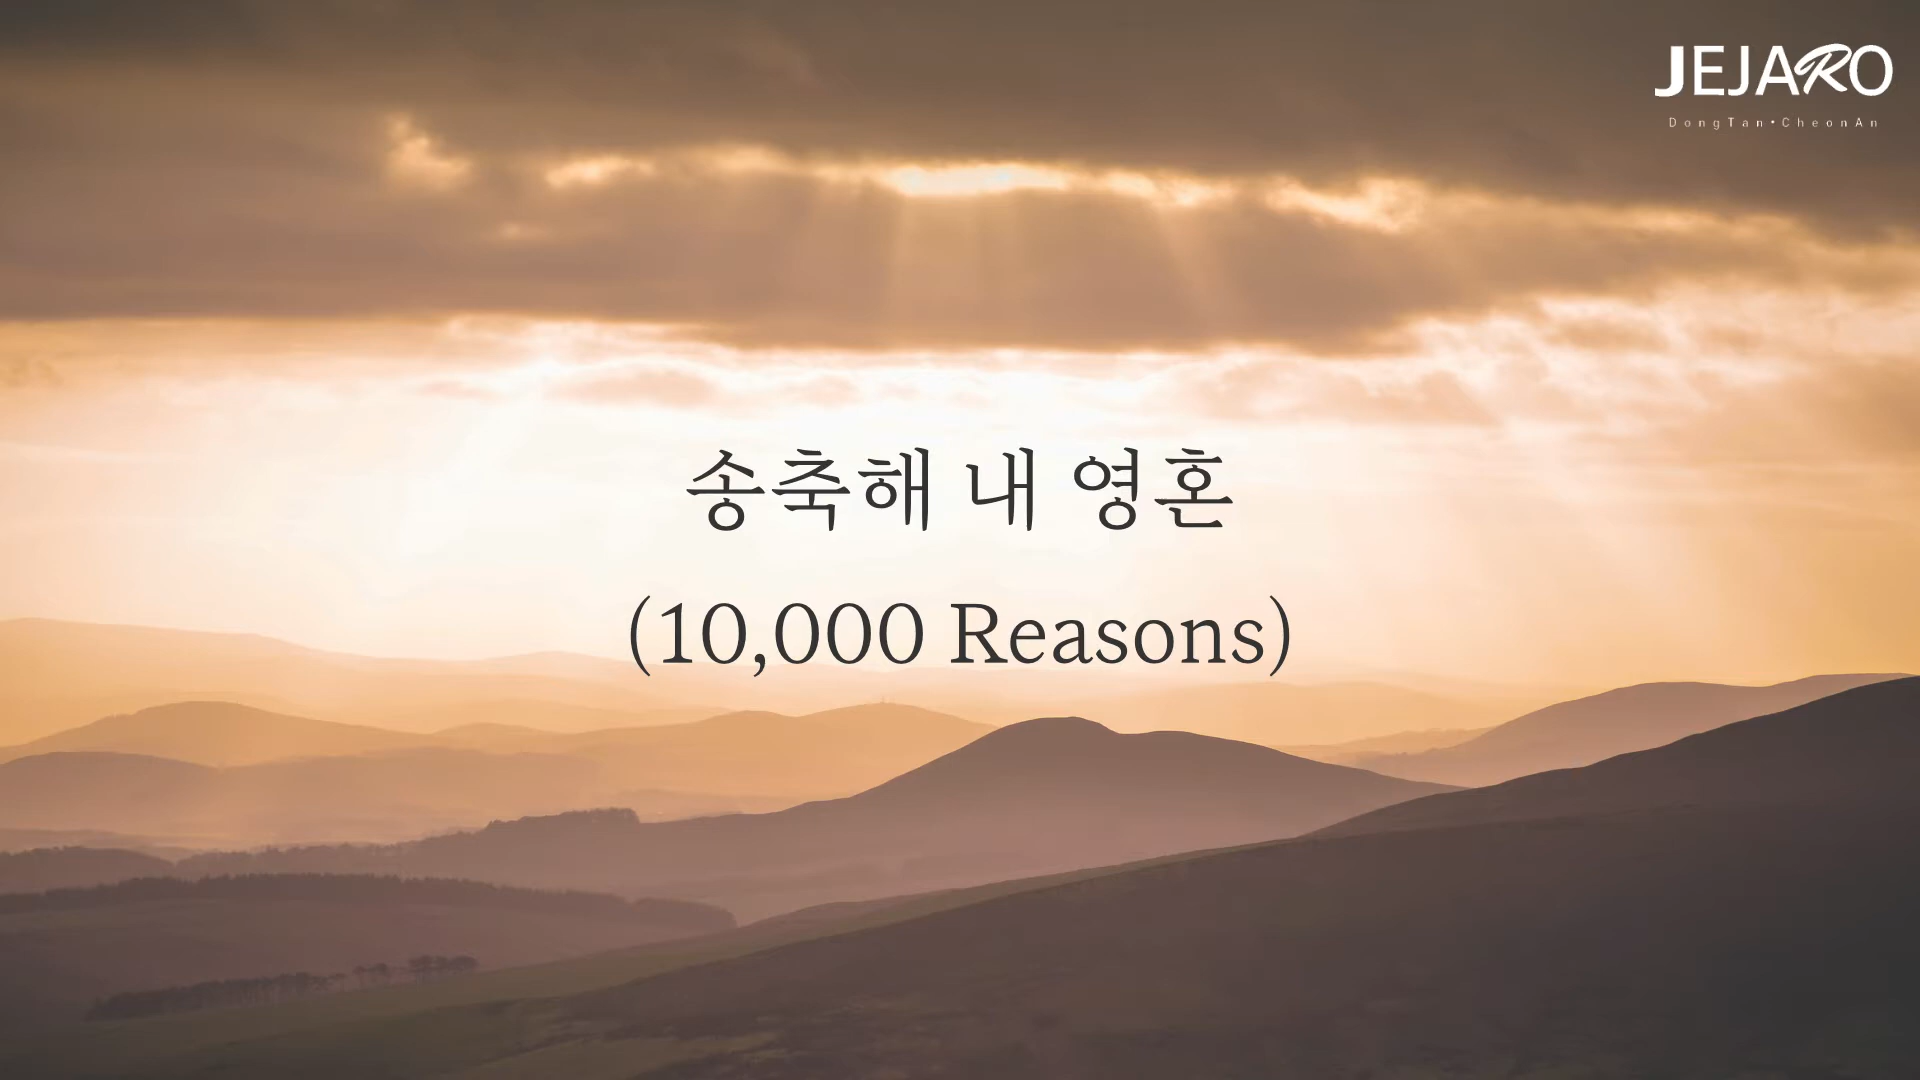 JEJARO
DongTan•CheonAn
송축해 내 영혼
(10,000 Reasons)